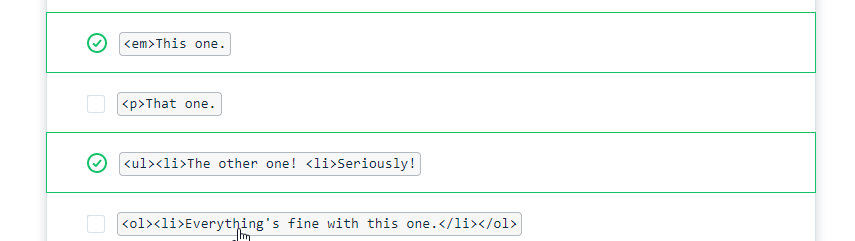 <em>This one.
<p>That one.
<ul><li>The other one! <li>Seriously!
<ol><li>Everything's fine with this one.</li></ol>